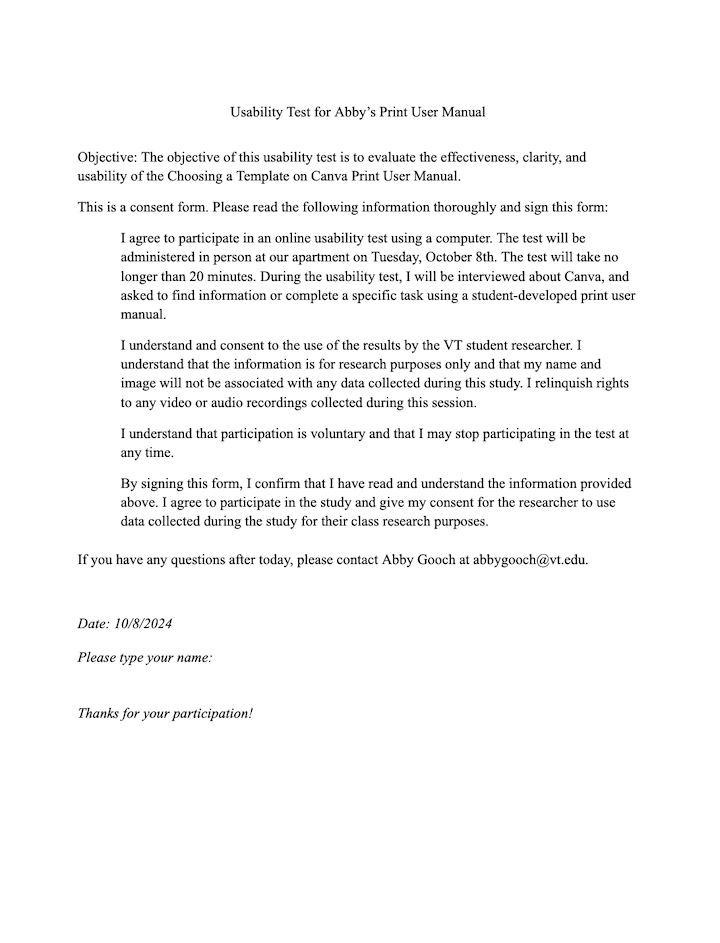 Usability Test for Abby’s Print User Manual
Objective: The objective of this usability test is to evaluate the effectiveness, clarity, and
usability of the Choosing a Template on Canva Print User Manual.
This is a consent form. Please read the following information thoroughly and sign this form:
I agree to participate in an online usability test using a computer. The test will be
administered in person at our apartment on Tuesday, October 8th. The test will take no
longer than 20 minutes. During the usability test, I will be interviewed about Canva, and
asked to find information or complete a specific task using a student-developed print user
manual.
I understand and consent to the use of the results by the VT student researcher. I
understand that the information is for research purposes only and that my name and
image will not be associated with any data collected during this study. I relinquish rights
to any video or audio recordings collected during this session.
I understand that participation is voluntary and that I may stop participating in the test at
any time.
By signing this form, I confirm that I have read and understand the information provided
above. I agree to participate in the study and give my consent for the researcher to use
data collected during the study for their class research purposes.
If you have any questions after today, please contact Abby Gooch at abbygooch@vt.edu.
Date: 10/8/2024
Please type your name:
Thanks for your participation!